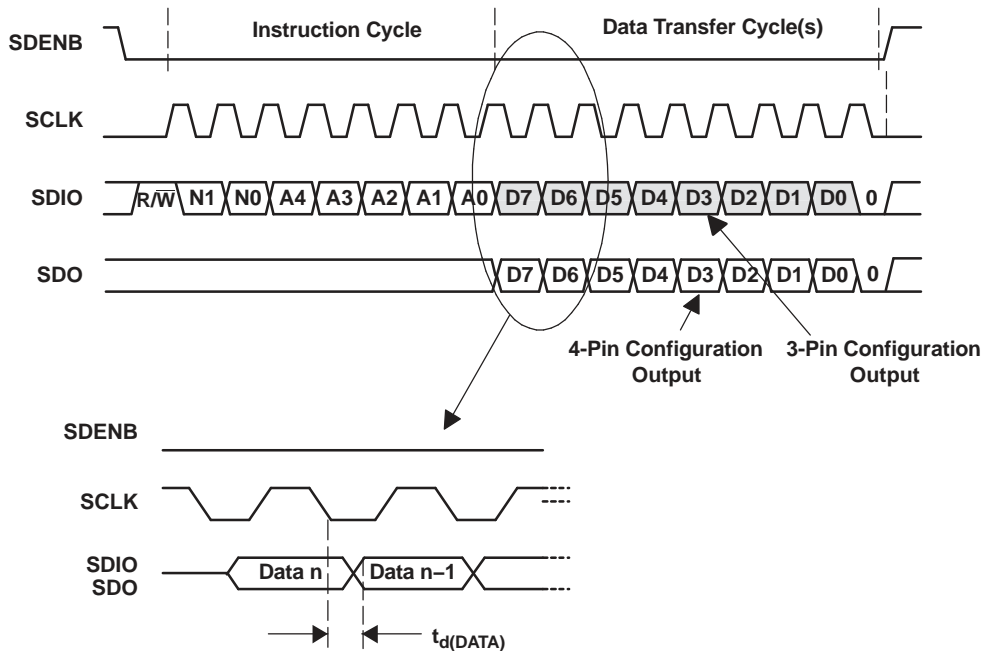 Instruction Cycle Data Transfer Cycle(s)
SDENB
SCLK
SDIO R/W̅ N1 N0 A4 A3 A2 A1 A0 D7 D6 D5 D4 D3 D2 D1 D0 0
SDO D7 D6 D5 D4 D3 D2 D1 D0 0
4-Pin Configuration 3-Pin Configuration
Output Output
SDENB
SCLK
SDIO
SDO
Data n Data n−1
td(DATA)